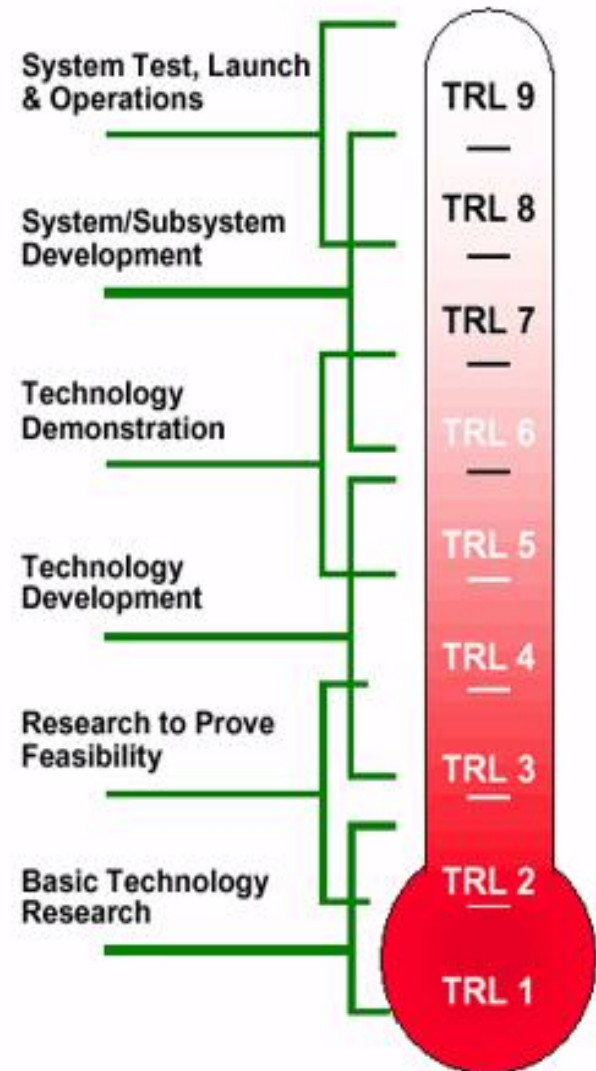 System Test, Launch
& Operations
System/Subsystem
Development
Technology
Demonstration
Technology
Development
Research to Prove
Feasibility
Basic Technology
Research
TRL 9
TRL 8
TRL 7
TRL 6
TRL 5
TRL 4
TRL 3
TRL 2
TRL 1